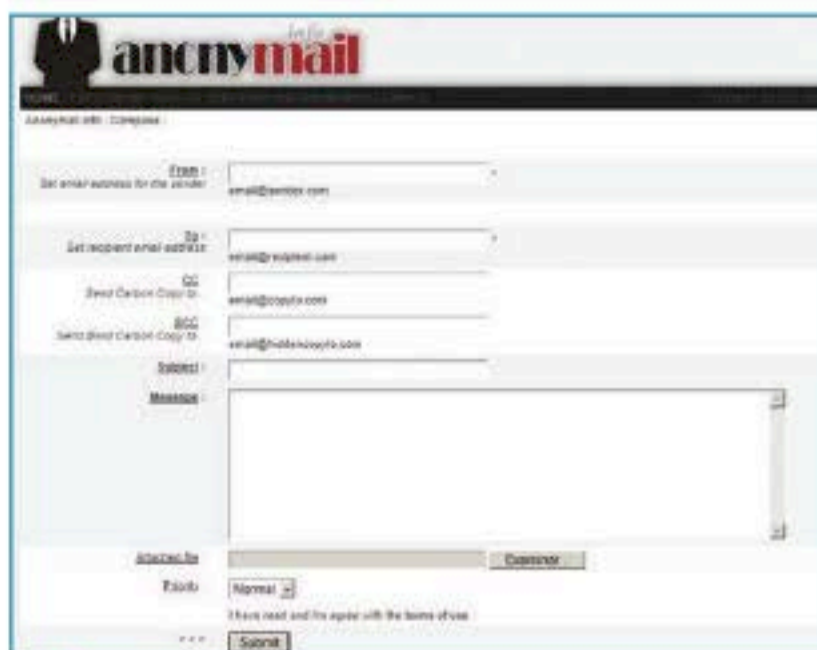 info
anonymail
HOME
Anonymail info : Compose
From :
Set email address for the sender
email@sender.com
To :
Set recipient email address
email@recipient.com
CC
Send Carbon Copy to.
email@copyto.com
BCC
Send Blind Carbon Copy to.
email@hiddencopyto.com
Subject :
Message :
Attached file
Examiner...
Priority
Normal
I have read and I'm agree with the terms of use
Submit